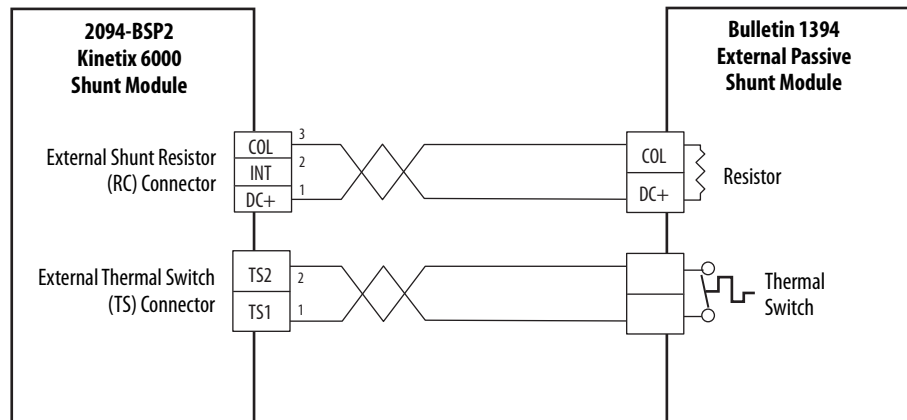 2094-BSP2
Kinetix 6000
Shunt Module
Bulletin 1394
External Passive
Shunt Module
External Shunt Resistor
(RC) Connector
COL 3
INT 2
DC+ 1
COL
DC+
Resistor
External Thermal Switch
(TS) Connector
TS2 2
TS1 1
Thermal
Switch